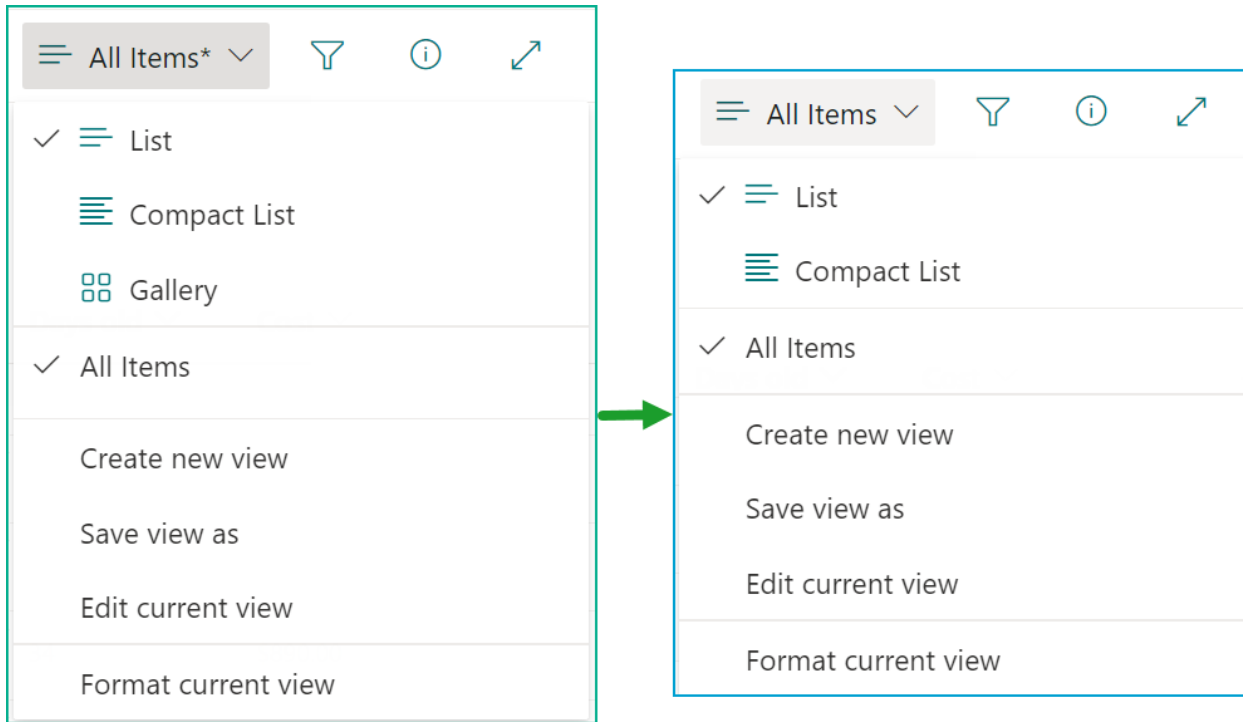 All Items*
List
Compact List
Gallery
All Items
Create new view
Save view as
Edit current view
Format current view
All Items
List
Compact List
All Items
Create new view
Save view as
Edit current view
Format current view